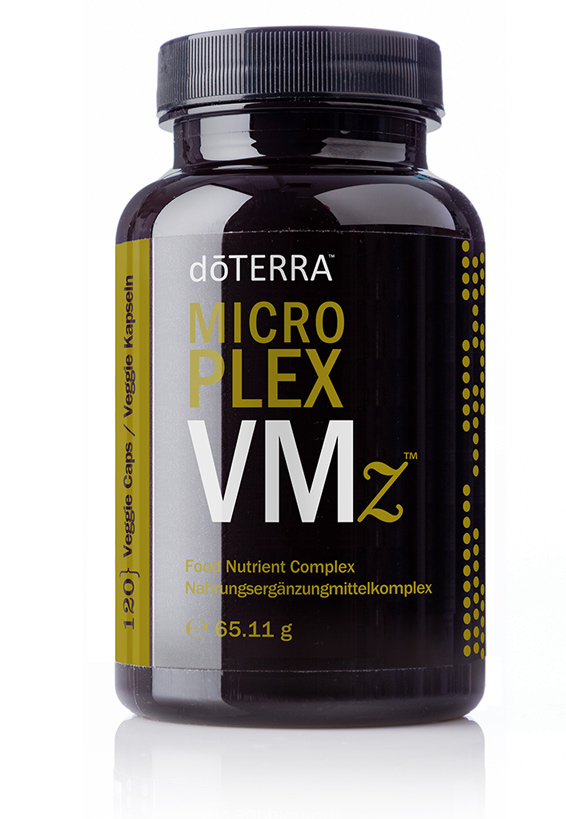 dōTERRA™
MICRO
PLEX
VMz™
Food Nutrient Complex
Nahrungsergänzungmittelkomplex
℮ 65.11 g
120} Veggie Caps / Veggie Kapseln